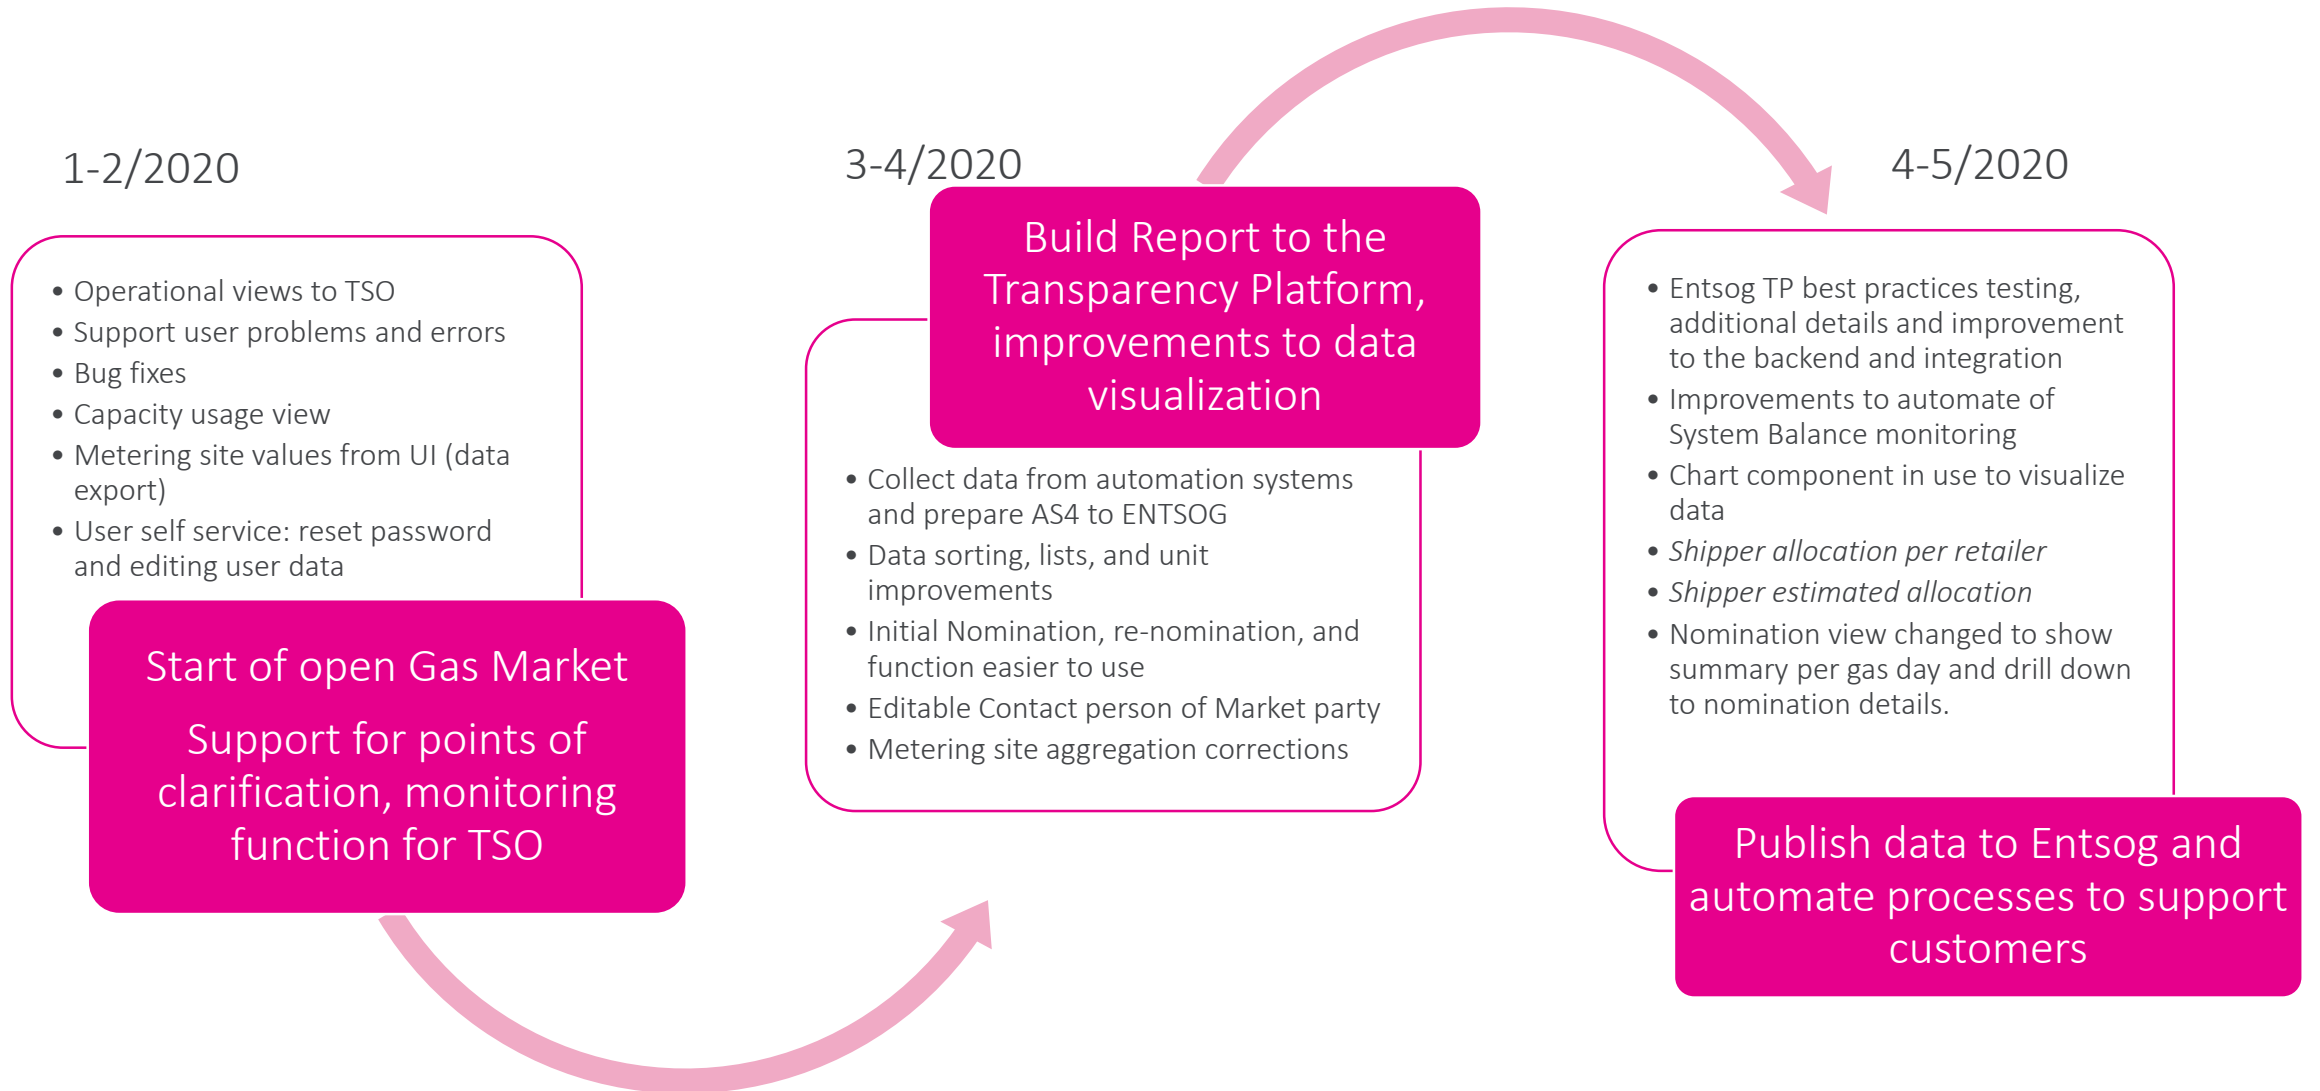 1-2/2020
• Operational views to TSO
• Support user problems and errors
• Bug fixes
• Capacity usage view
• Metering site values from UI (data
export)
• User self service: reset password
and editing user data
Start of open Gas Market
Support for points of
clarification, monitoring
function for TSO
3-4/2020
Build Report to the
Transparency Platform,
improvements to data
visualization
• Collect data from automation systems
and prepare AS4 to ENTSOG
• Data sorting, lists, and unit
improvements
• Initial Nomination, re-nomination, and
function easier to use
• Editable Contact person of Market party
• Metering site aggregation corrections
4-5/2020
• Entsog TP best practices testing,
additional details and improvement
to the backend and integration
• Improvements to automate of
System Balance monitoring
• Chart component in use to visualize
data
• Shipper allocation per retailer
• Shipper estimated allocation
• Nomination view changed to show
summary per gas day and drill down
to nomination details.
Publish data to Entsog and
automate processes to support
customers